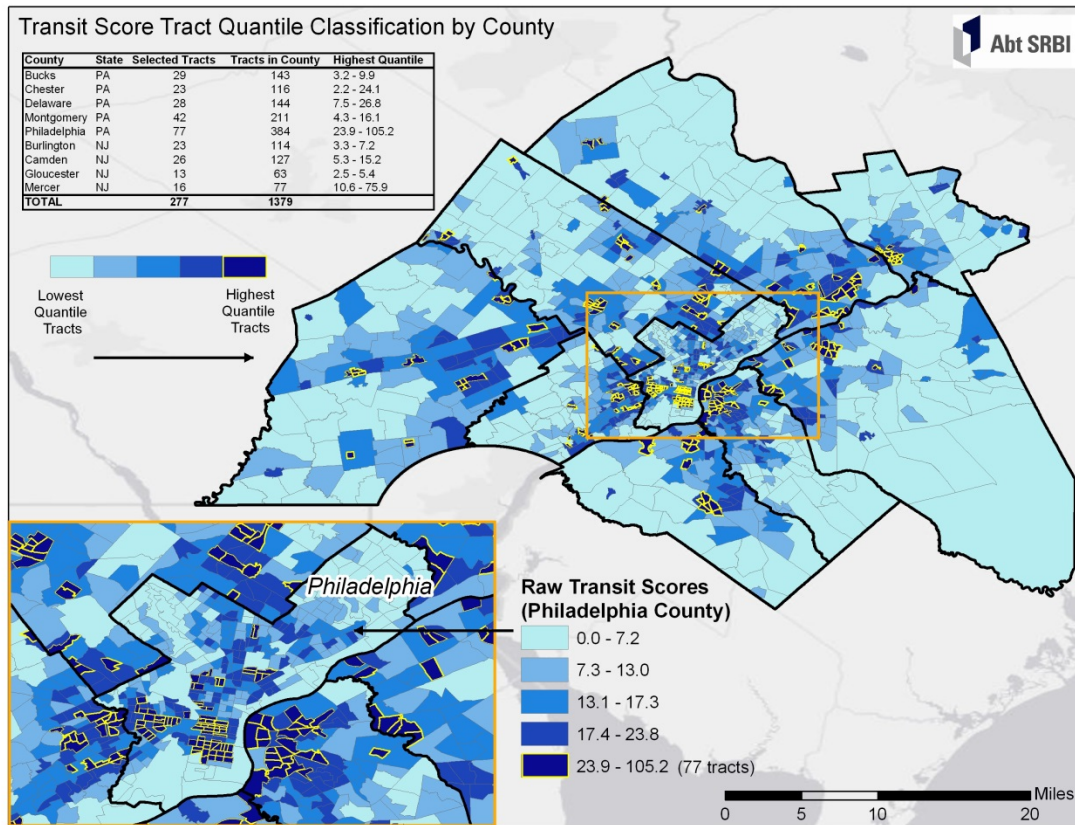 Transit Score Tract Quantile Classification by County
Abt SRBI
County State Selected Tracts Tracts in County Highest Quantile
Bucks PA 29 143 3.2 - 9.9
Chester PA 23 116 2.2 - 24.1
Delaware PA 28 144 7.5 - 26.8
Montgomery PA 42 211 4.3 - 16.1
Philadelphia PA 77 384 23.9 - 105.2
Burlington NJ 23 114 3.3 - 7.2
Camden NJ 26 127 5.3 - 15.2
Gloucester NJ 13 63 2.5 - 5.4
Mercer NJ 16 77 10.6 - 75.9
TOTAL 277 1379
Lowest Highest
Quantile Quantile
Tracts Tracts
Philadelphia
Raw Transit Scores
(Philadelphia County)
0.0 - 7.2
7.3 - 13.0
13.1 - 17.3
17.4 - 23.8
23.9 - 105.2 (77 tracts)
Miles
0 5 10 20